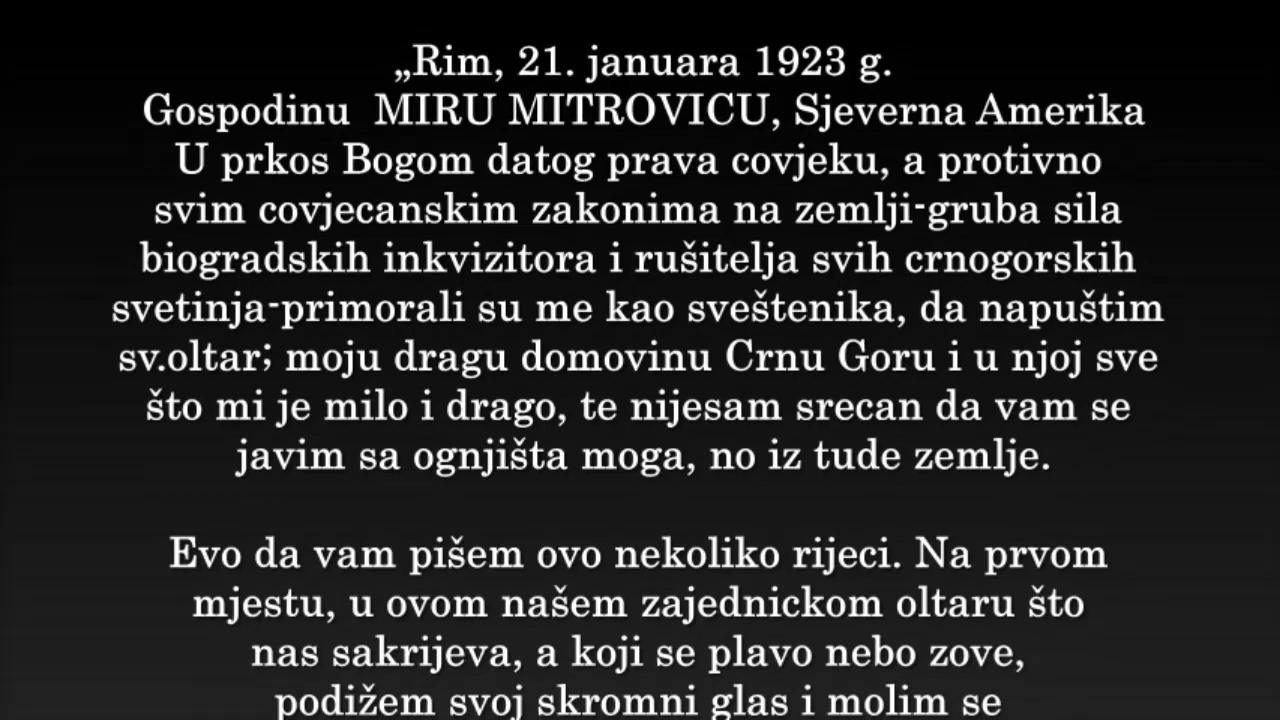 „Rim, 21. januara 1923 g.
Gospodinu MIRU MITROVICU, Sjeverna Amerika
U prkos Bogom datog prava covjeku, a protivno
svim covjecanskim zakonima na zemlji-gruba sila
biogradskih inkvizitora i rušitelja svih crnogorskih
svetinja-primorali su me kao sveštenika, da napuštim
sv.oltar; moju dragu domovinu Crnu Goru i u njoj sve
što mi je milo i drago, te nijesam srecan da vam se
javim sa ognjišta moga, no iz tude zemlje.

Evo da vam pišem ovo nekoliko rijeci. Na prvom
mjestu, u ovom našem zajednickom oltaru što
nas sakrijeva, a koji se plavo nebo zove,
podižem svoj skromni glas i molim se